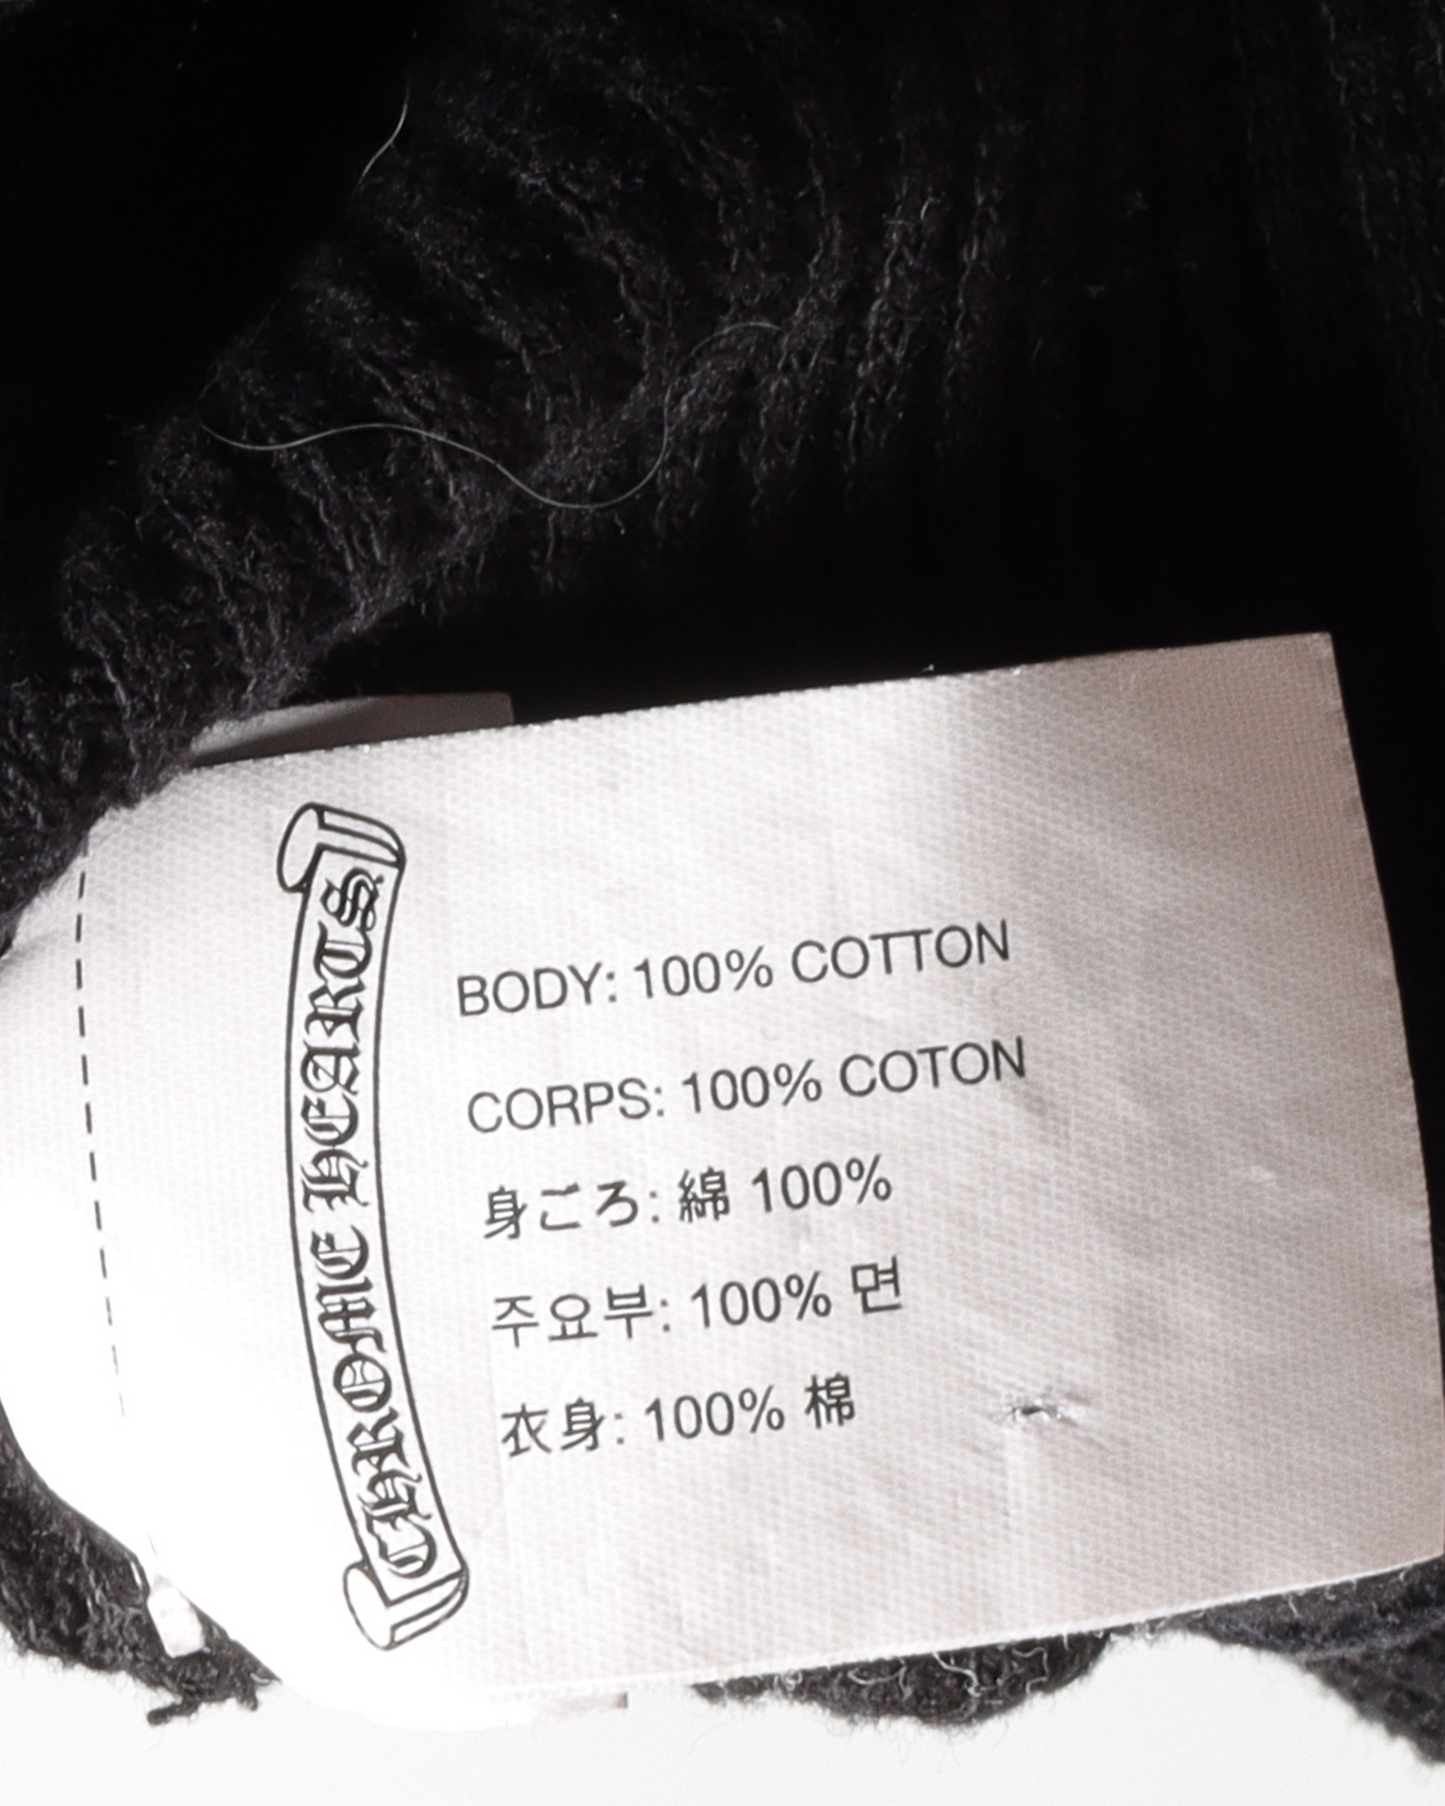 CHROME HEARTS
BODY: 100% COTTON
CORPS: 100% COTON
身ごろ: 綿 100%
주요부: 100% 면
衣身: 100% 棉